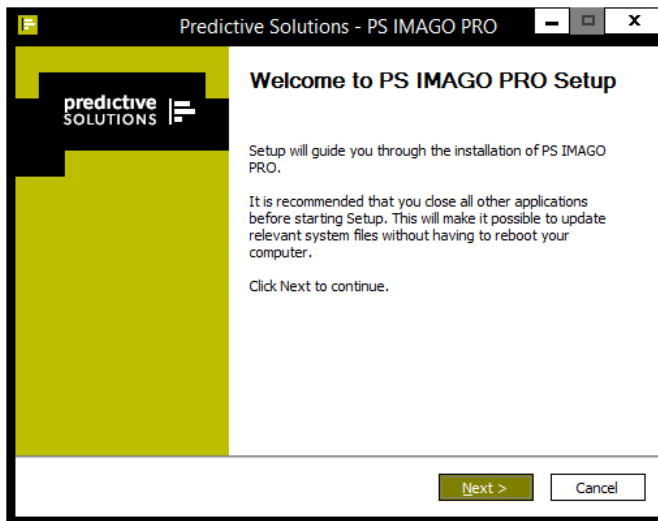 Predictive Solutions - PS IMAGO PRO
predictive
SOLUTIONS
Welcome to PS IMAGO PRO Setup
Setup will guide you through the installation of PS IMAGO
PRO.
It is recommended that you close all other applications
before starting Setup. This will make it possible to update
relevant system files without having to reboot your
computer.
Click Next to continue.
Next >
Cancel